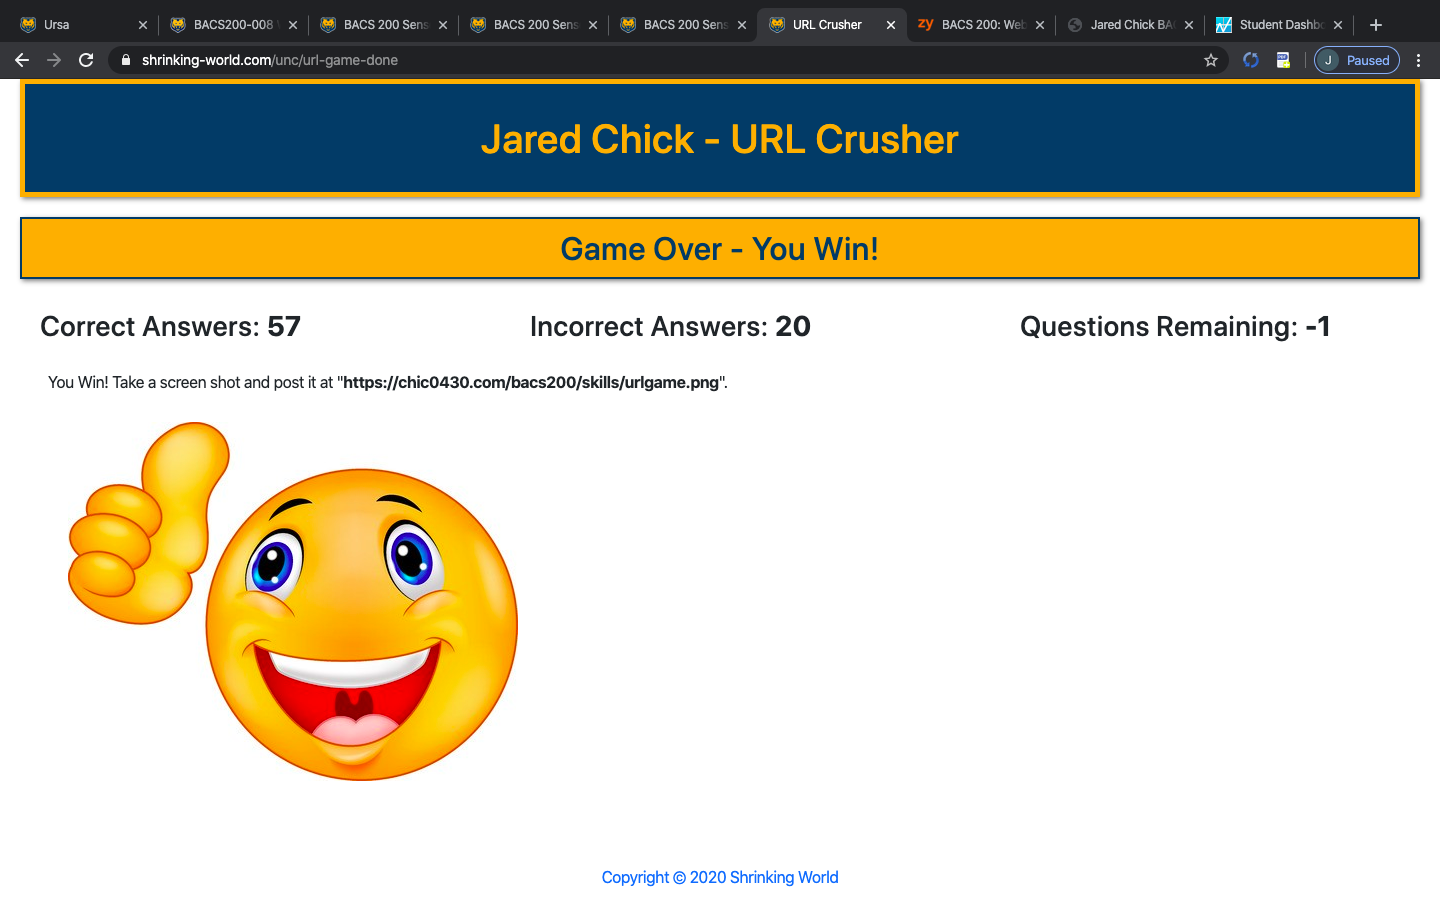 Ursa
BACS200-008
BACS 200 Sens
BACS 200 Sens
BACS 200 Sens
URL Crusher
zy
BACS 200: Web
Jared Chick BA
Student Dashbo
shrinking-world.com/unc/url-game-done
J Paused
Jared Chick - URL Crusher
Game Over - You Win!
Correct Answers: 57
Incorrect Answers: 20
Questions Remaining: -1
You Win! Take a screen shot and post it at "https://chic0430.com/bacs200/skills/urlgame.png".
Copyright © 2020 Shrinking World